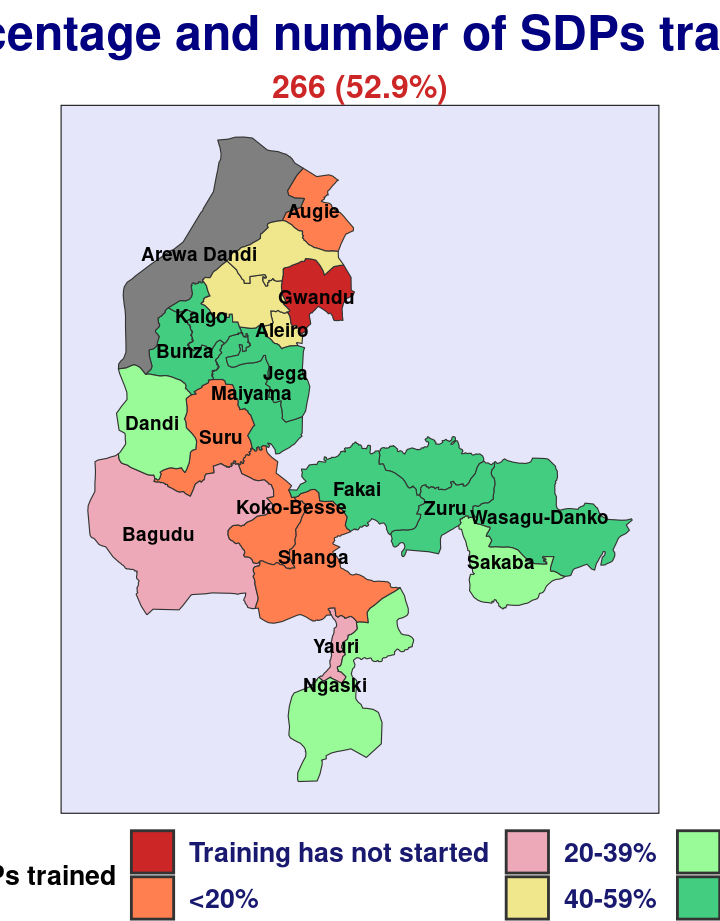 centage and number of SDPs tra
266 (52.9%)
Augie
Arewa Dandi
Gwandu
Kalgo
Aleiro
Bunza
Jega
Maiyama
Dandi
Suru
Fakai
Koko-Besse
Zuru
Wasagu-Danko
Bagudu
Shanga
Sakaba
Yauri
Ngaski
Ps trained
Training has not started
20-39%
<20%
40-59%